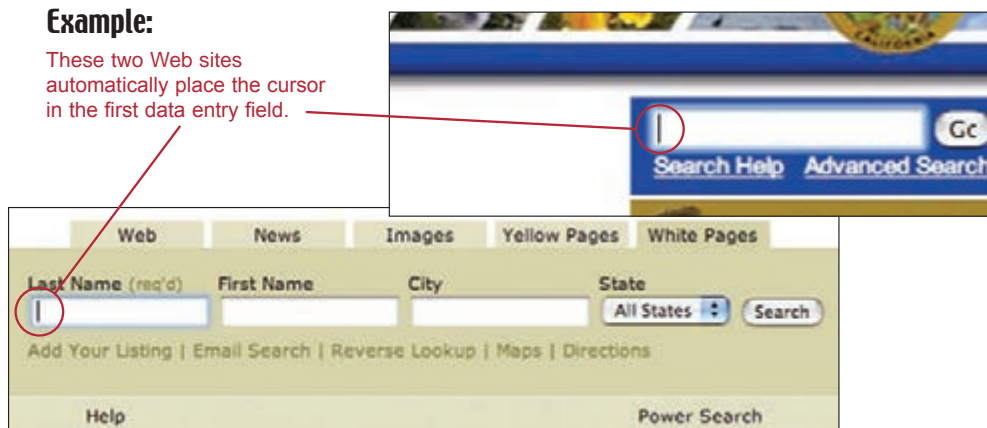 Example:
These two Web sites
automatically place the cursor
in the first data entry field.
CALIFORNIA
Go
Search Help Advanced Search
Web News Images Yellow Pages White Pages
Last Name (req'd) First Name City State
All States Search
Add Your Listing | Email Search | Reverse Lookup | Maps | Directions
Help Power Search